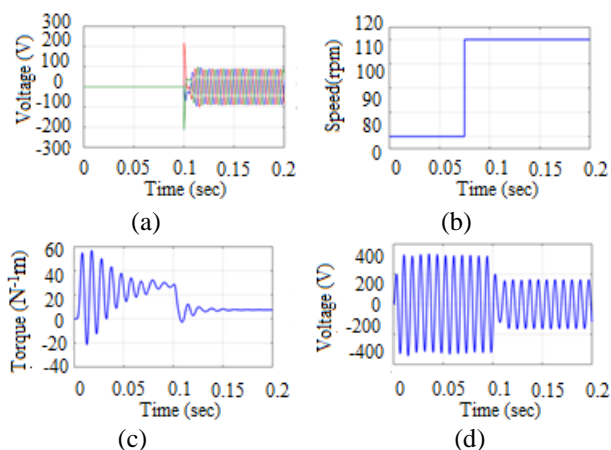 300
200
100
0
-100
-200
-300
Voltage (V)
0 0.05 0.1 0.15 0.2
Time (sec)
(a)
120
110
100
90
80
0
Speed(rpm)
0 0.05 0.1 0.15 0.2
Time (sec)
(b)
60
40
20
0
-20
-40
Torque (N⁻¹m)
0 0.05 0.1 0.15 0.2
Time (sec)
(c)
400
200
0
-200
-400
Voltage (V)
0 0.05 0.1 0.15 0.2
Time (sec)
(d)